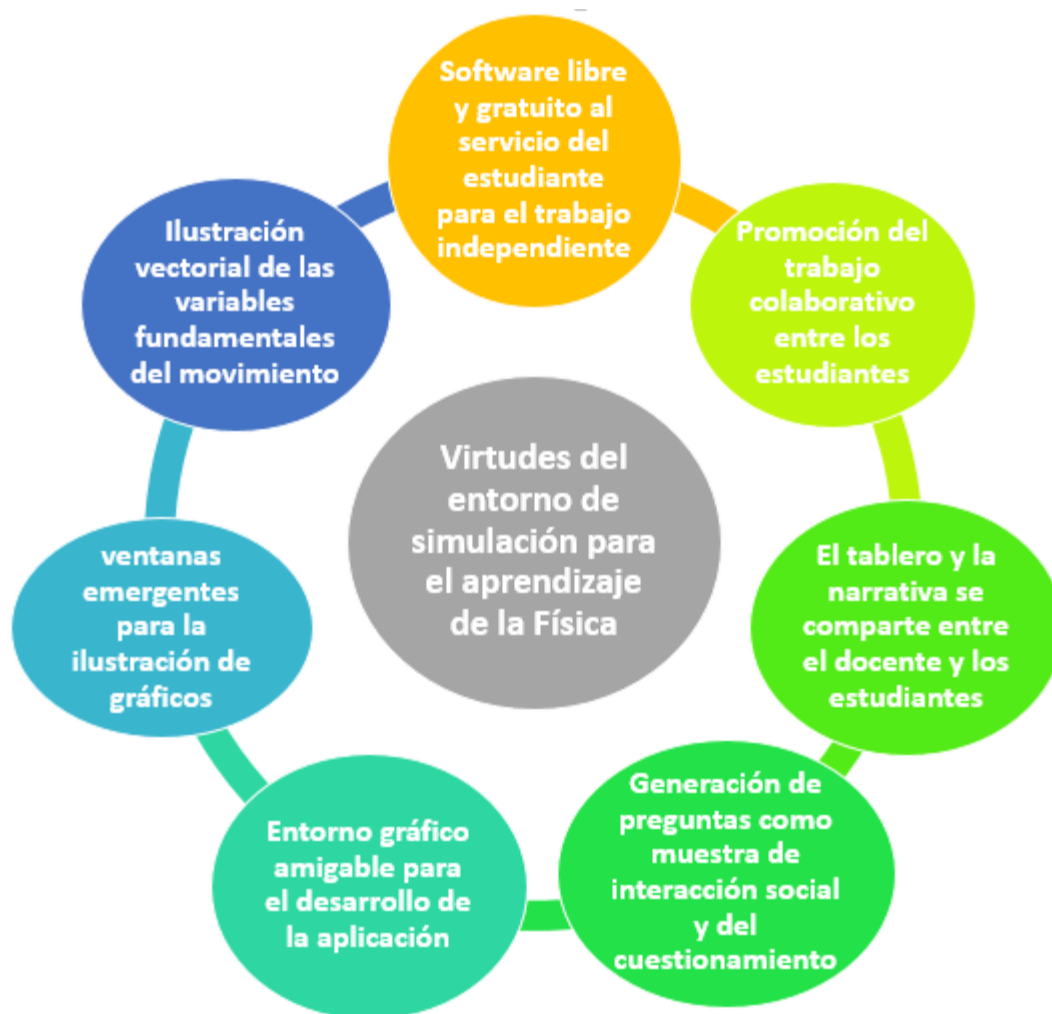 Software libre
y gratuito al
servicio del
estudiante
para el trabajo
independiente
Promoción del
trabajo
colaborativo
entre los
estudiantes
El tablero y la
narrativa se
comparte entre
el docente y los
estudiantes
Generación de
preguntas como
muestra de
interacción social
y del
cuestionamiento
Entorno gráfico
amigable para
el desarrollo de
la aplicación
ventanas
emergentes
para la
ilustración de
gráficos
Ilustración
vectorial de las
variables
fundamentales
del movimiento
Virtudes del
entorno de
simulación para
el aprendizaje
de la Física